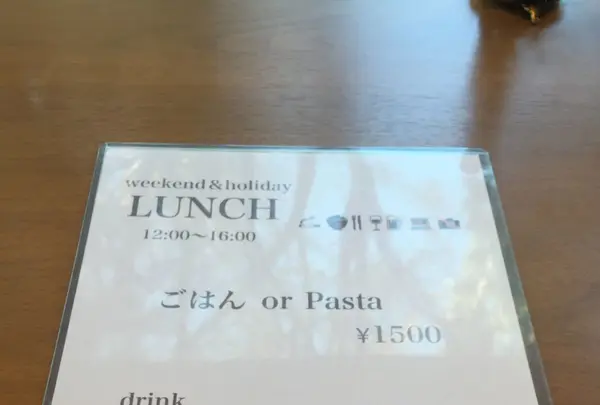 weekend&holiday
LUNCH
12:00～16:00
ごはん or Pasta
¥1500
drink